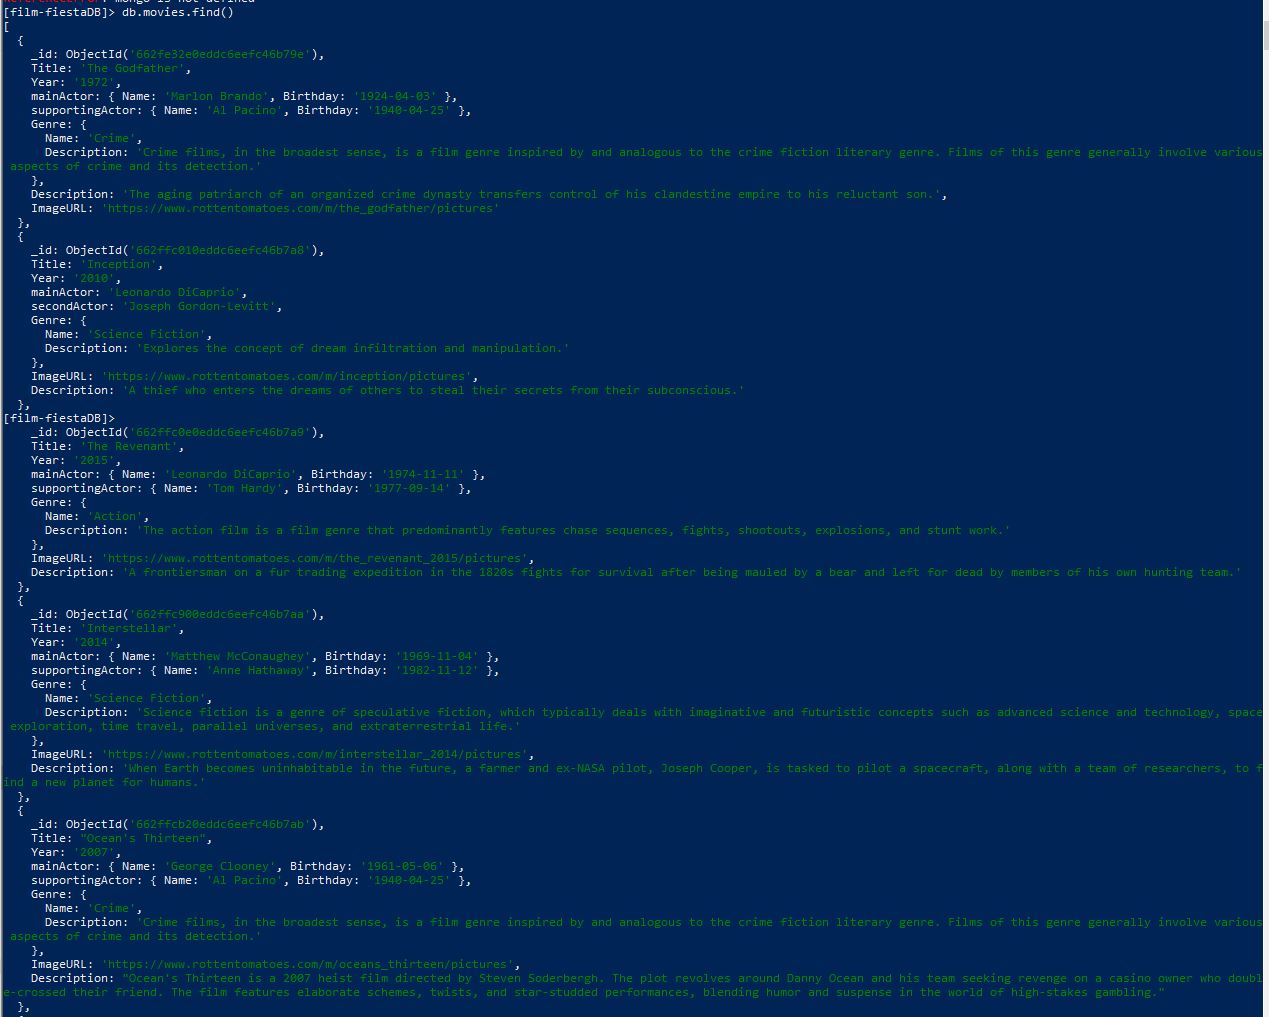 [film-fiestaDB]> db.movies.find()
[
  {
    _id: ObjectId('662fe32e0eddc6eefc46b79e'),
    Title: 'The Godfather',
    Year: '1972',
    mainActor: { Name: 'Marlon Brando', Birthday: '1924-04-03' },
    supportingActor: { Name: 'Al Pacino', Birthday: '1940-04-25' },
    Genre: {
      Name: 'Crime',
      Description: 'Crime films, in the broadest sense, is a film genre inspired by and analogous to the crime fiction literary genre. Films of this genre generally involve various
 aspects of crime and its detection.'
    },
    Description: 'The aging patriarch of an organized crime dynasty transfers control of his clandestine empire to his reluctant son.',
    ImageURL: 'https://www.rottentomatoes.com/m/the_godfather/pictures'
  },
  {
    _id: ObjectId('662ffc010eddc6eefc46b7a8'),
    Title: 'Inception',
    Year: '2010',
    mainActor: 'Leonardo DiCaprio',
    secondActor: 'Joseph Gordon-Levitt',
    Genre: {
      Name: 'Science Fiction',
      Description: 'Explores the concept of dream infiltration and manipulation.'
    },
    ImageURL: 'https://www.rottentomatoes.com/m/inception/pictures',
    Description: 'A thief who enters the dreams of others to steal their secrets from their subconscious.'
  },
[film-fiestaDB]>
    _id: ObjectId('662ffc0e0eddc6eefc46b7a9'),
    Title: 'The Revenant',
    Year: '2015',
    mainActor: { Name: 'Leonardo DiCaprio', Birthday: '1974-11-11' },
    supportingActor: { Name: 'Tom Hardy', Birthday: '1977-09-14' },
    Genre: {
      Name: 'Action',
      Description: 'The action film is a film genre that predominantly features chase sequences, fights, shootouts, explosions, and stunt work.'
    },
    ImageURL: 'https://www.rottentomatoes.com/m/the_revenant_2015/pictures',
    Description: 'A frontiersman on a fur trading expedition in the 1820s fights for survival after being mauled by a bear and left for dead by members of his own hunting team.'
  },
  {
    _id: ObjectId('662ffc900eddc6eefc46b7aa'),
    Title: 'Interstellar',
    Year: '2014',
    mainActor: { Name: 'Matthew McConaughey', Birthday: '1969-11-04' },
    supportingActor: { Name: 'Anne Hathaway', Birthday: '1982-11-12' },
    Genre: {
      Name: 'Science Fiction',
      Description: 'Science fiction is a genre of speculative fiction, which typically deals with imaginative and futuristic concepts such as advanced science and technology, space
 exploration, time travel, parallel universes, and extraterrestrial life.'
    },
    ImageURL: 'https://www.rottentomatoes.com/m/interstellar_2014/pictures',
    Description: 'When Earth becomes uninhabitable in the future, a farmer and ex-NASA pilot, Joseph Cooper, is tasked to pilot a spacecraft, along with a team of researchers, to f
ind a new planet for humans.'
  },
  {
    _id: ObjectId('662ffcb20eddc6eefc46b7ab'),
    Title: "Ocean's Thirteen",
    Year: '2007',
    mainActor: { Name: 'George Clooney', Birthday: '1961-05-06' },
    supportingActor: { Name: 'Al Pacino', Birthday: '1940-04-25' },
    Genre: {
      Name: 'Crime',
      Description: 'Crime films, in the broadest sense, is a film genre inspired by and analogous to the crime fiction literary genre. Films of this genre generally involve various
 aspects of crime and its detection.'
    },
    ImageURL: 'https://www.rottentomatoes.com/m/oceans_thirteen/pictures',
    Description: "Ocean's Thirteen is a 2007 heist film directed by Steven Soderbergh. The plot revolves around Danny Ocean and his team seeking revenge on a casino owner who doubl
e-crossed their friend. The film features elaborate schemes, twists, and star-studded performances, blending humor and suspense in the world of high-stakes gambling."
  },